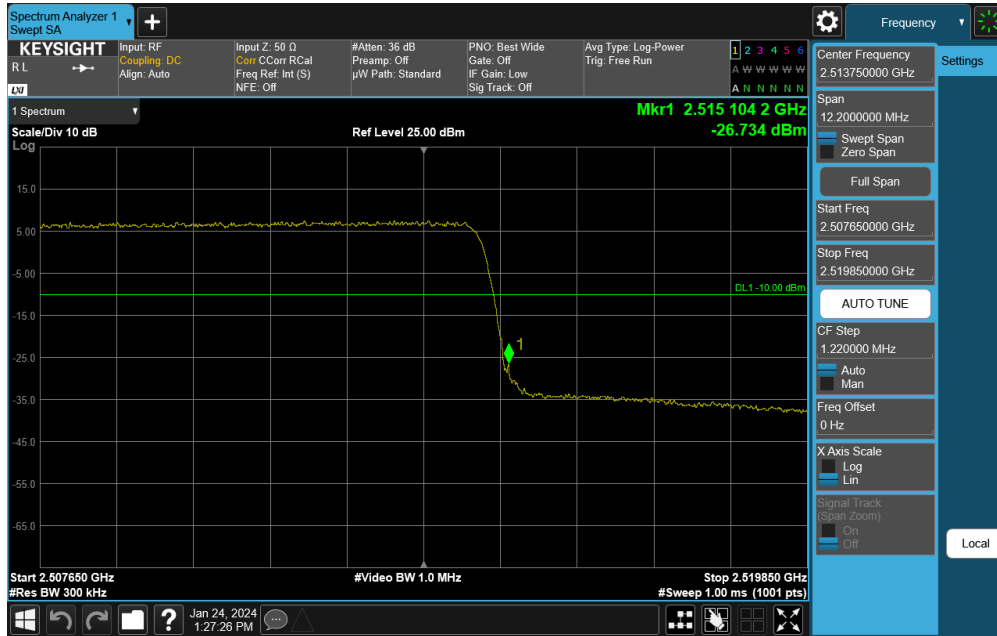 Spectrum Analyzer 1
Swept SA
Frequency
KEYSIGHT
R L
LXI
Input: RF
Coupling: DC
Align: Auto
Input Z: 50 Ω
Corr CCorr RCal
Freq Ref: Int (S)
NFE: Off
#Atten: 36 dB
Preamp: Off
µW Path: Standard
PNO: Best Wide
Gate: Off
IF Gain: Low
Sig Track: Off
Avg Type: Log-Power
Trig: Free Run
1 2 3 4 5 6
A W W W W W
A N N N N N
1 Spectrum
Scale/Div 10 dB
Log
Ref Level 25.00 dBm
Mkr1 2.515 104 2 GHz
-26.734 dBm
15.0
5.00
-5.00
DL1 -10.00 dBm
-15.0
1
-25.0
-35.0
-45.0
-55.0
-65.0
Start 2.507650 GHz
#Res BW 300 kHz
#Video BW 1.0 MHz
Stop 2.519850 GHz
#Sweep 1.00 ms (1001 pts)
Center Frequency
2.513750000 GHz
Settings
Span
12.2000000 MHz
Swept Span
Zero Span
Full Span
Start Freq
2.507650000 GHz
Stop Freq
2.519850000 GHz
AUTO TUNE
CF Step
1.220000 MHz
Auto
Man
Freq Offset
0 Hz
X Axis Scale
Log
Lin
Signal Track
(Span Zoom)
On
Off
Local
?
Jan 24, 2024
1:27:26 PM